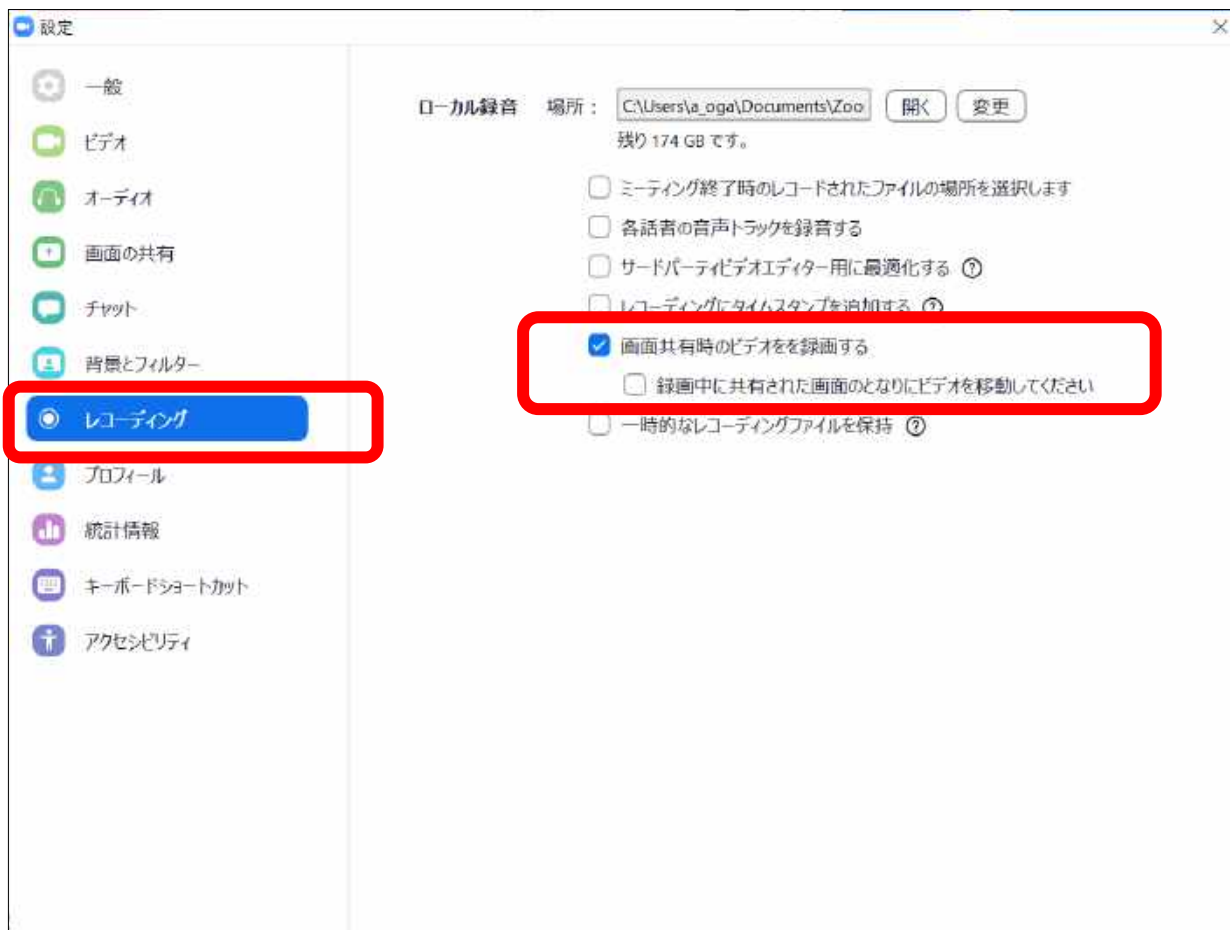 設定
一般
ビデオ
オーディオ
画面の共有
チャット
背景とフィルター
レコーディング
プロフィール
統計情報
キーボードショートカット
アクセシビリティ
ローカル録音 場所： C:\Users\a_oga\Documents\Zoo 開く 変更
残り 174 GB です。
ミーティング終了時のレコードされたファイルの場所を選択します
各話者の音声トラックを録音する
サードパーティビデオエディター用に最適化する ?
レコーディングにタイムスタンプを追加する ?
画面共有時のビデオをを録画する
録画中に共有された画面のとなりにビデオを移動してください
一時的なレコーディングファイルを保持 ?